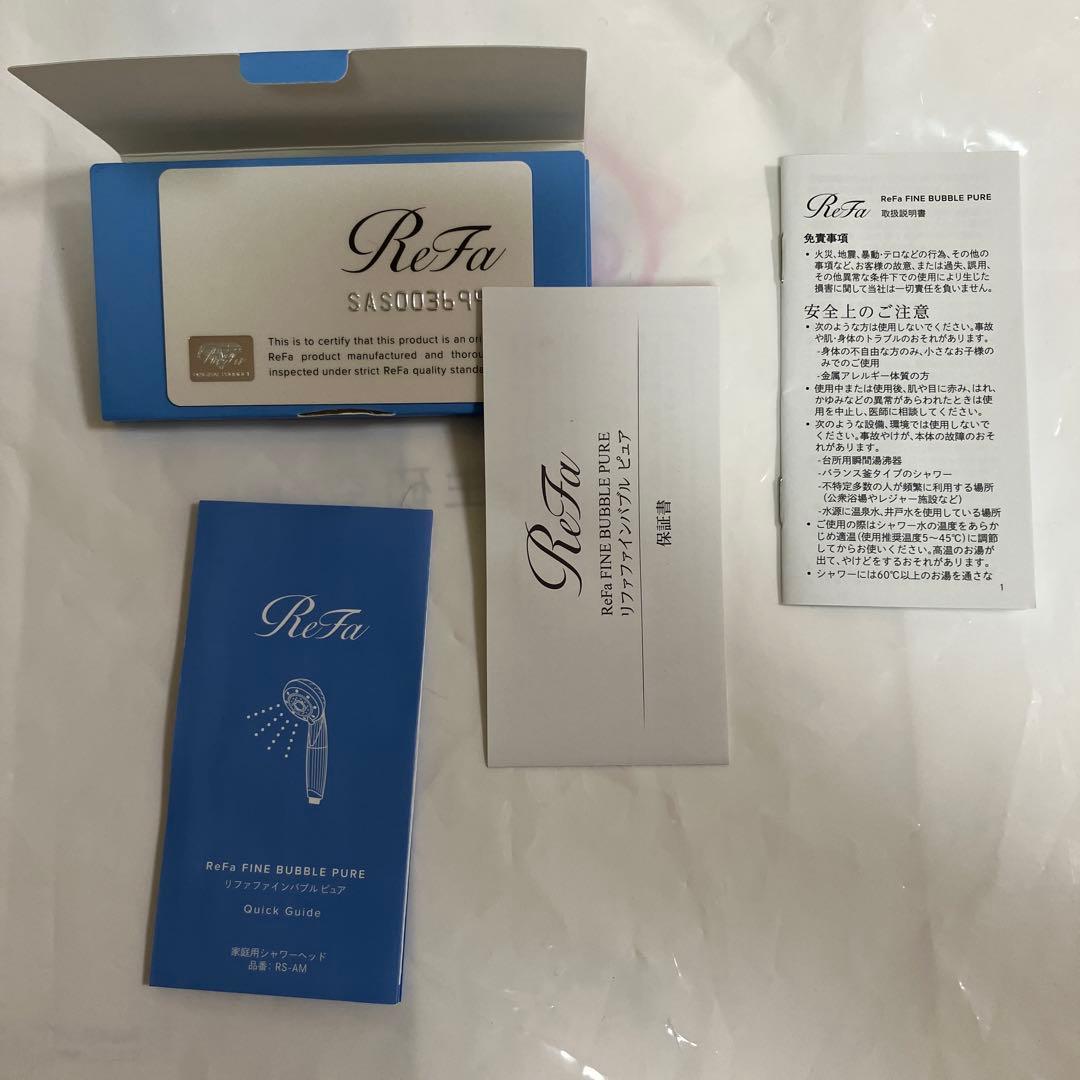 ReFa
SAS0036
This is to certify that this product is an
ReFa product manufactured and
inspected under strict ReFa quality
ReFa
ReFa FINE BUBBLE PURE
取扱説明書
免責事項
• 火災、地震、暴動・テロなどの行為、その他の
事項など、お客様の故意、または過失、誤用、
その他異常な条件下での使用により生じた
損害に関して当社は一切責任を負いません。
安全上のご注意
• 次のような方は使用しないでください。事故
や肌・身体のトラブルのおそれがあります。
-身体の不自由な方のみ、小さなお子様の
みでのご使用
-金属アレルギー体質の方
• 使用中または使用後、肌や目に赤み、はれ、
かゆみなどの異常があらわれたときは使
用を中止し、医師に相談してください。
• 次のような設備、環境では使用しないで
ください。事故やけが、本体の故障のおそ
れがあります。
-台所用瞬間湯沸器
-バランス釜タイプのシャワー
-不特定多数の人が頻繁に利用する場所
（公衆浴場やレジャー施設など）
-水源に温泉水、井戸水を使用している場所
• ご使用の際はシャワー水の温度をあらか
じめ適温（使用推奨温度5～45℃）に調節
してからお使いください。高温のお湯が
出て、やけどをするおそれがあります。
• シャワーには60℃以上のお湯を通さな
1
ReFa
ReFa FINE BUBBLE PURE
リファファインバブル ピュア
保証書
ReFa
ReFa FINE BUBBLE PURE
リファファインバブル ピュア
Quick Guide
家庭用シャワーヘッド
品番：RS-AM